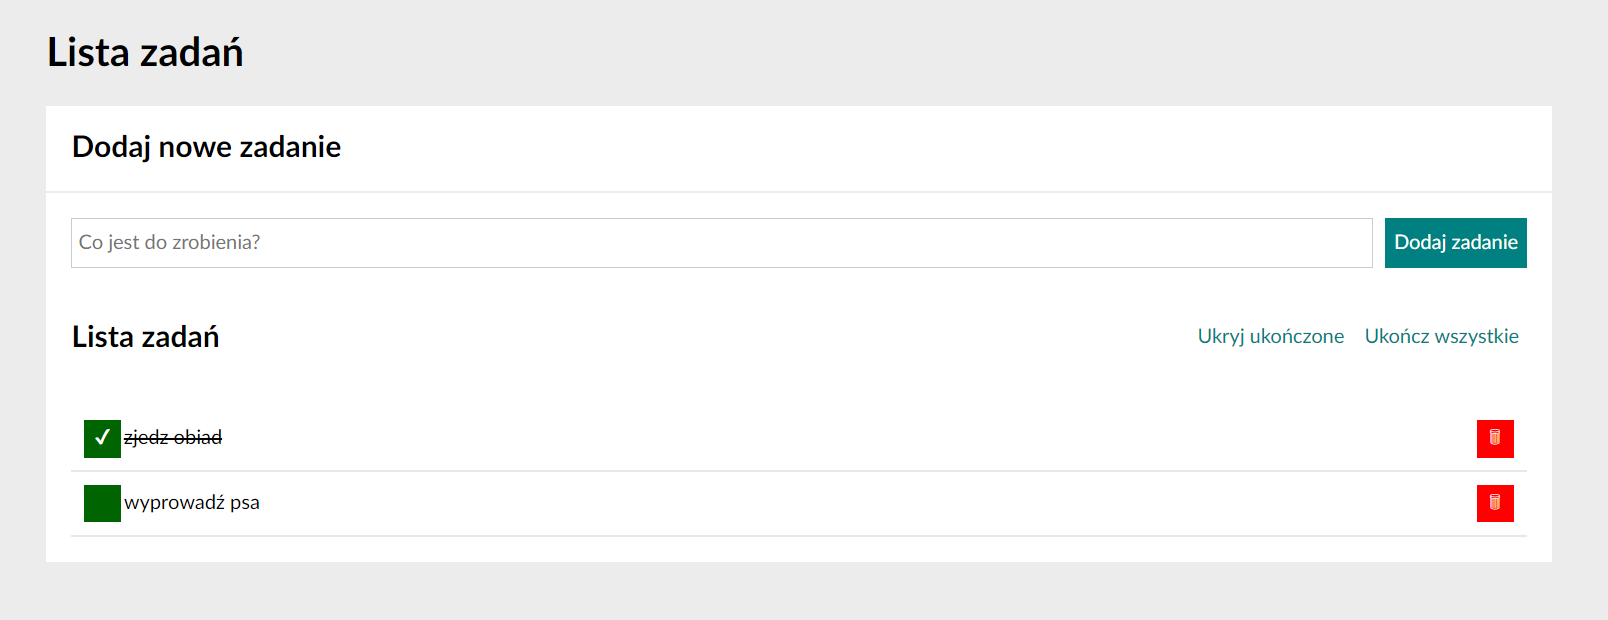 Lista zadań
Dodaj nowe zadanie
Co jest do zrobienia?
Dodaj zadanie
Lista zadań
Ukryj ukończone
Ukończ wszystkie
zjedz obiad
wyprowadź psa